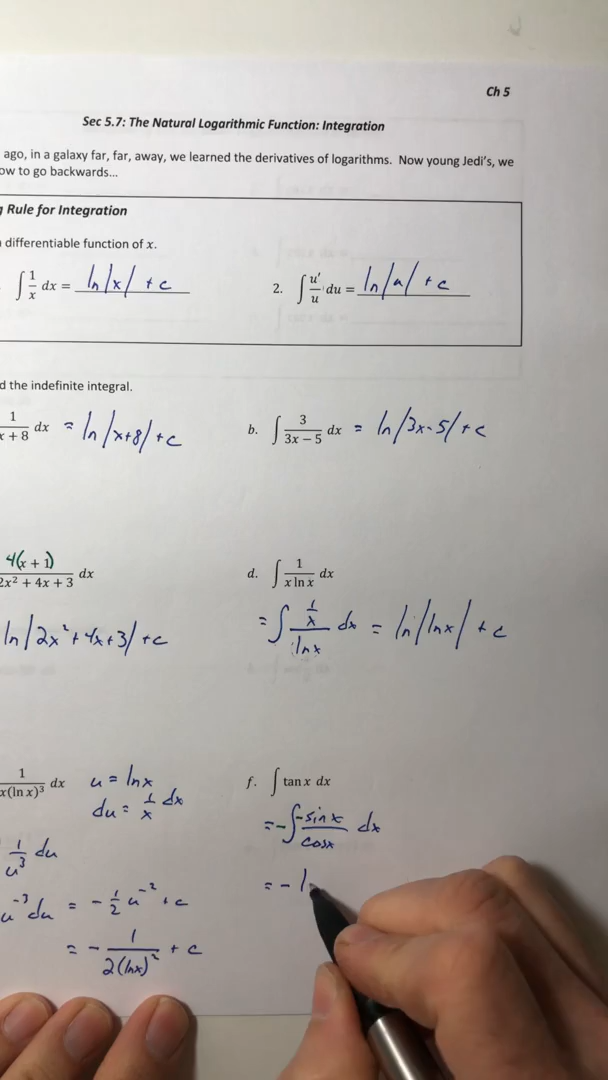 Ch 5
Sec 5.7: The Natural Logarithmic Function: Integration
ago, in a galaxy far, far, away, we learned the derivatives of logarithms. Now young Jedi's, we
ow to go backwards...
Rule for Integration
differentiable function of x.
∫ 1/x dx = ln|x| + c
2. ∫ u'/u du = ln|u| + c
d the indefinite integral.
1/(x + 8) dx = ln|x+8| + c
b. ∫ 3/(3x − 5) dx = ln|3x-5| + c
4(x + 1)/(2x² + 4x + 3) dx
ln|2x²+4x+3| + c
d. ∫ 1/(x ln x) dx
= ∫ (1/x)/(ln x) dx = ln|lnx| + c
1/(x(ln x)³) dx
u = lnx
du = 1/x dx
1/u³ du
u⁻³ du = -1/2 u⁻² + c
= - 1/(2(lnx)²) + c
f. ∫ tan x dx
= -∫ -sinx/cosx dx
= - l